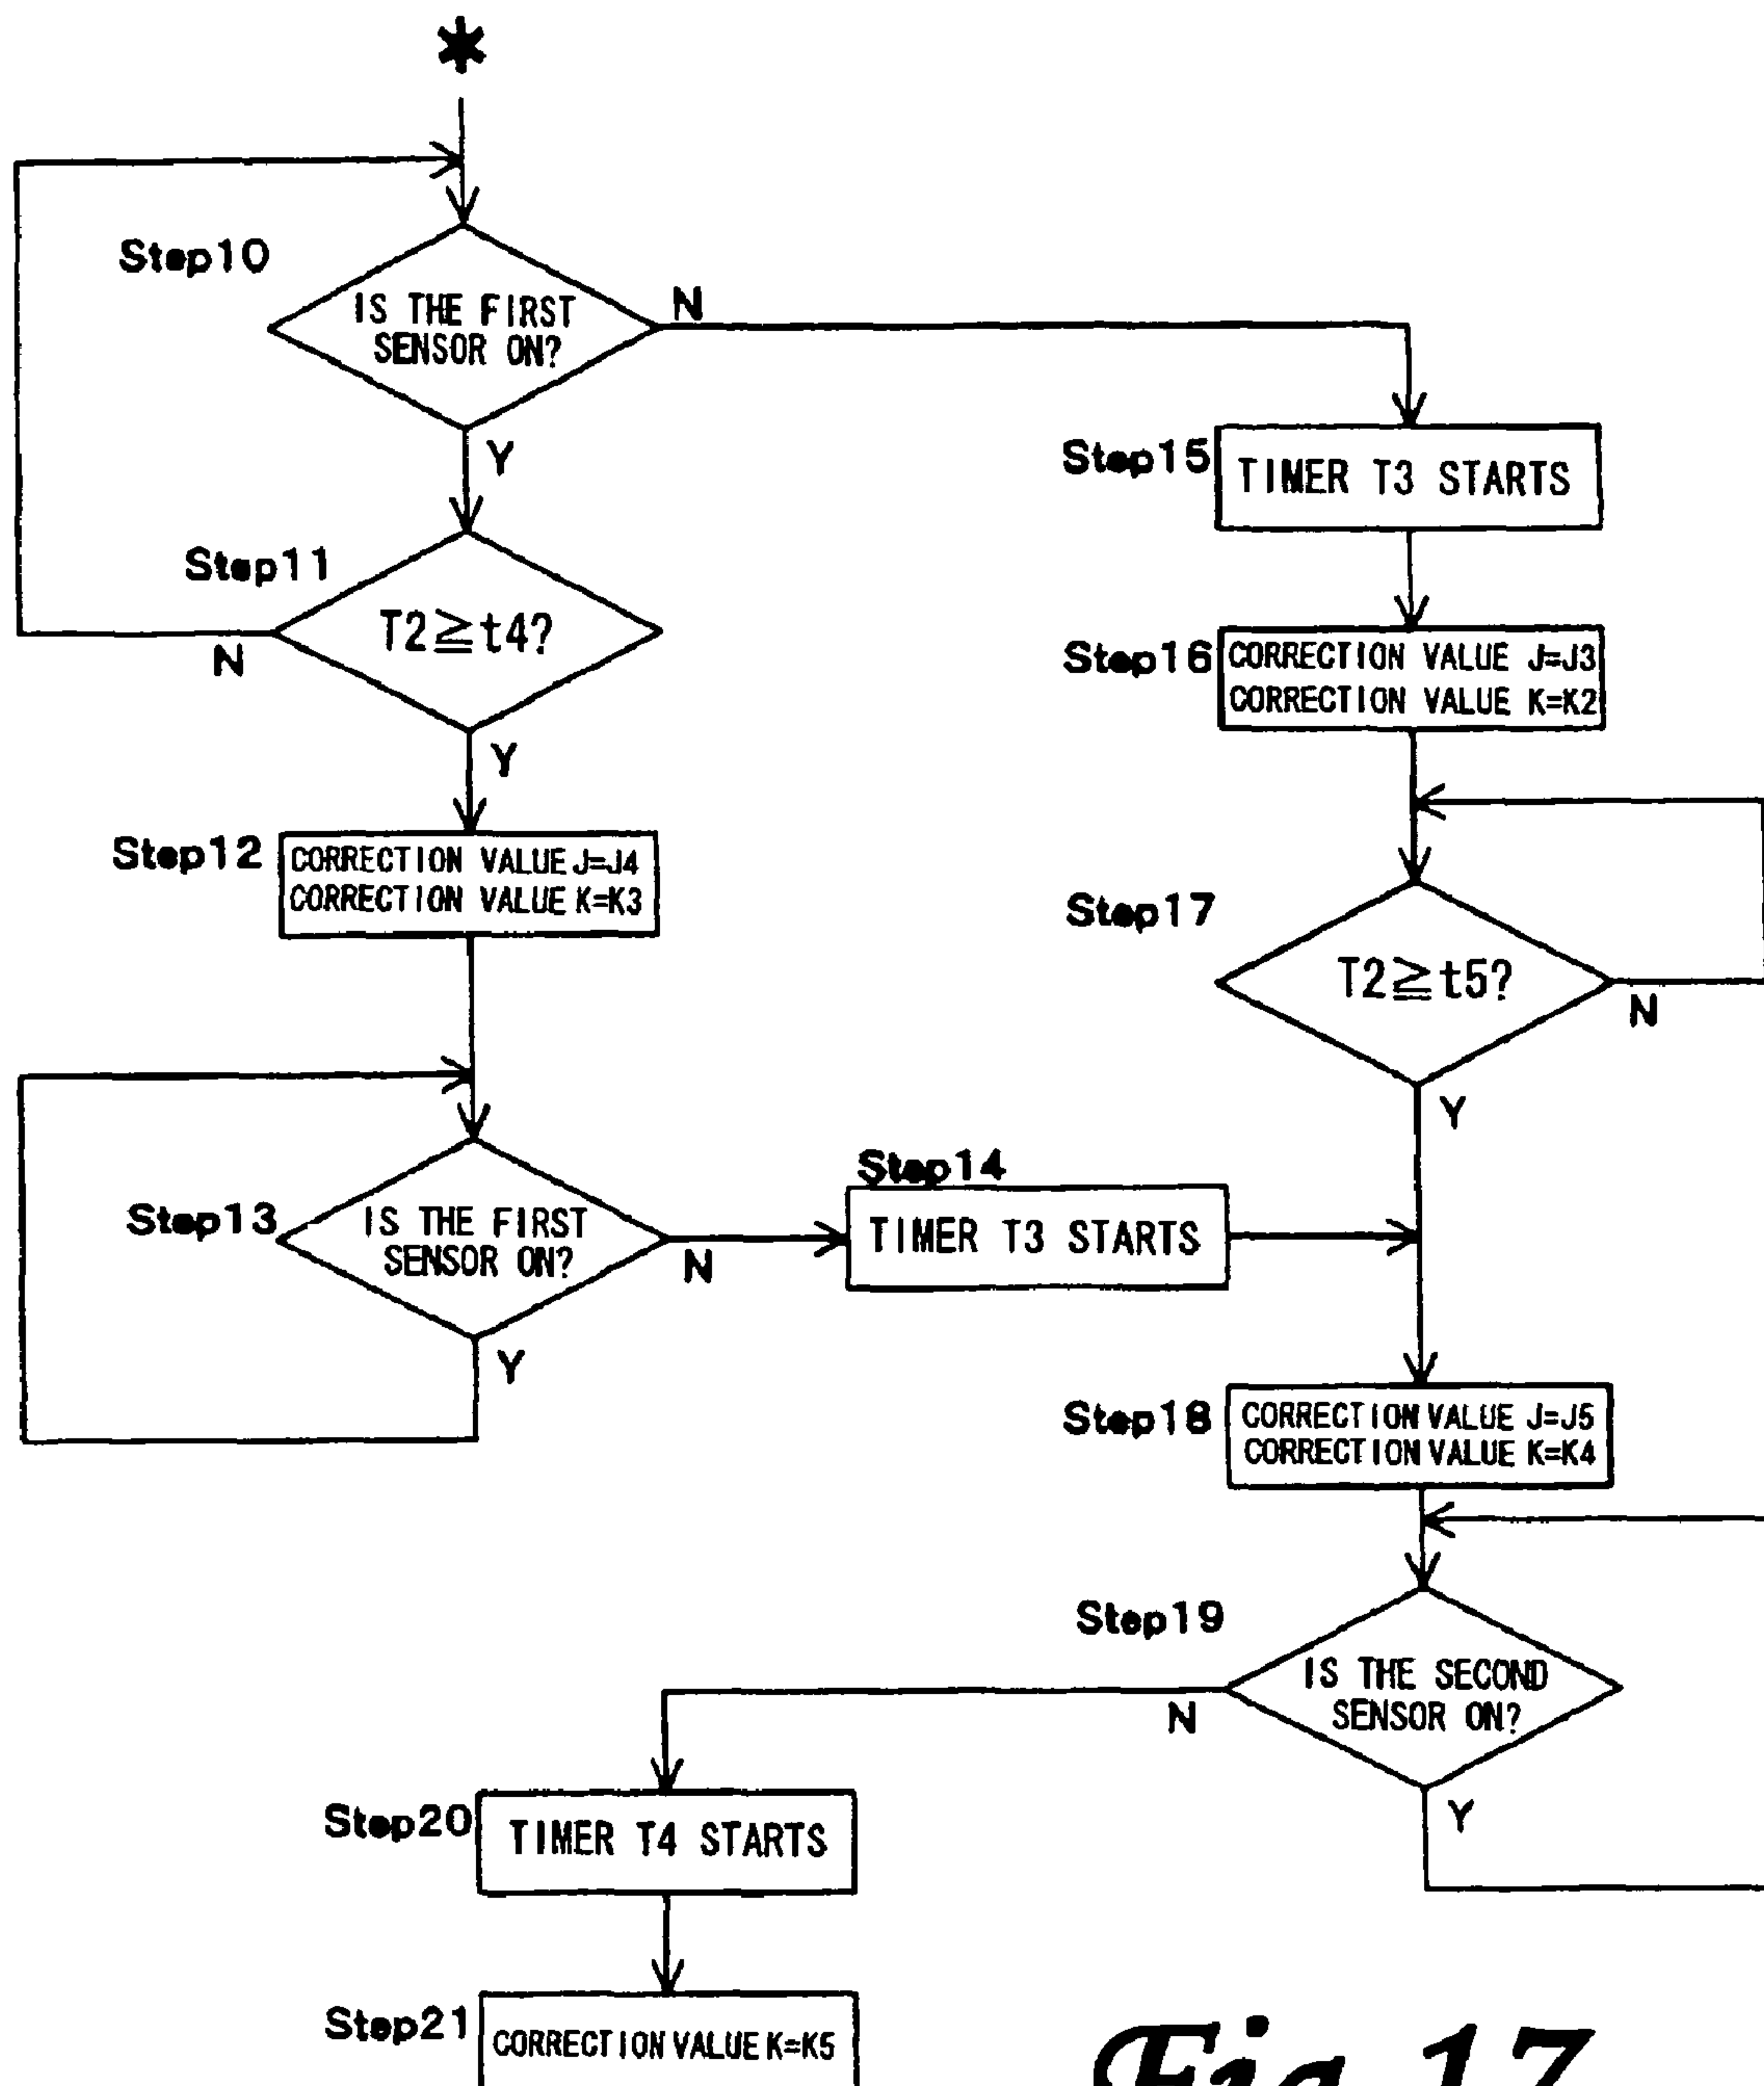 *
Step10
IS THE FIRST
SENSOR ON?
N
Y
Step11
T2≧t4?
N
Y
Step12
CORRECTION VALUE J=J4
CORRECTION VALUE K=K3
Step13
IS THE FIRST
SENSOR ON?
N
Y
Step14
TIMER T3 STARTS
Step15
TIMER T3 STARTS
Step16
CORRECTION VALUE J=J3
CORRECTION VALUE K=K2
Step17
T2≧t5?
N
Y
Step18
CORRECTION VALUE J=J5
CORRECTION VALUE K=K4
Step19
IS THE SECOND
SENSOR ON?
N
Y
Step20
TIMER T4 STARTS
Step21
CORRECTION VALUE K=K5
Fig 17